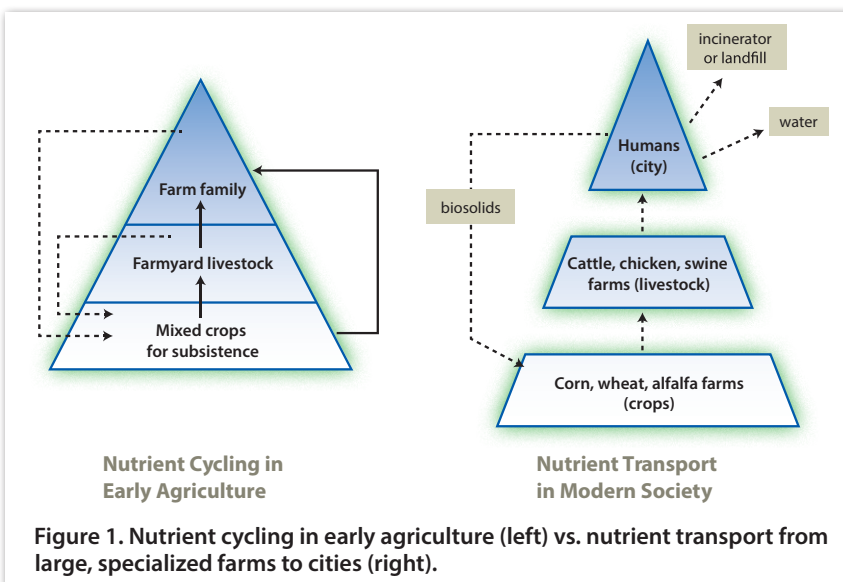 Farm family
Farmyard livestock
Mixed crops
for subsistence
Nutrient Cycling in
Early Agriculture
incinerator
or landfill
water
Humans
(city)
biosolids
Cattle, chicken, swine
farms (livestock)
Corn, wheat, alfalfa farms
(crops)
Nutrient Transport
in Modern Society
Figure 1. Nutrient cycling in early agriculture (left) vs. nutrient transport from
large, specialized farms to cities (right).